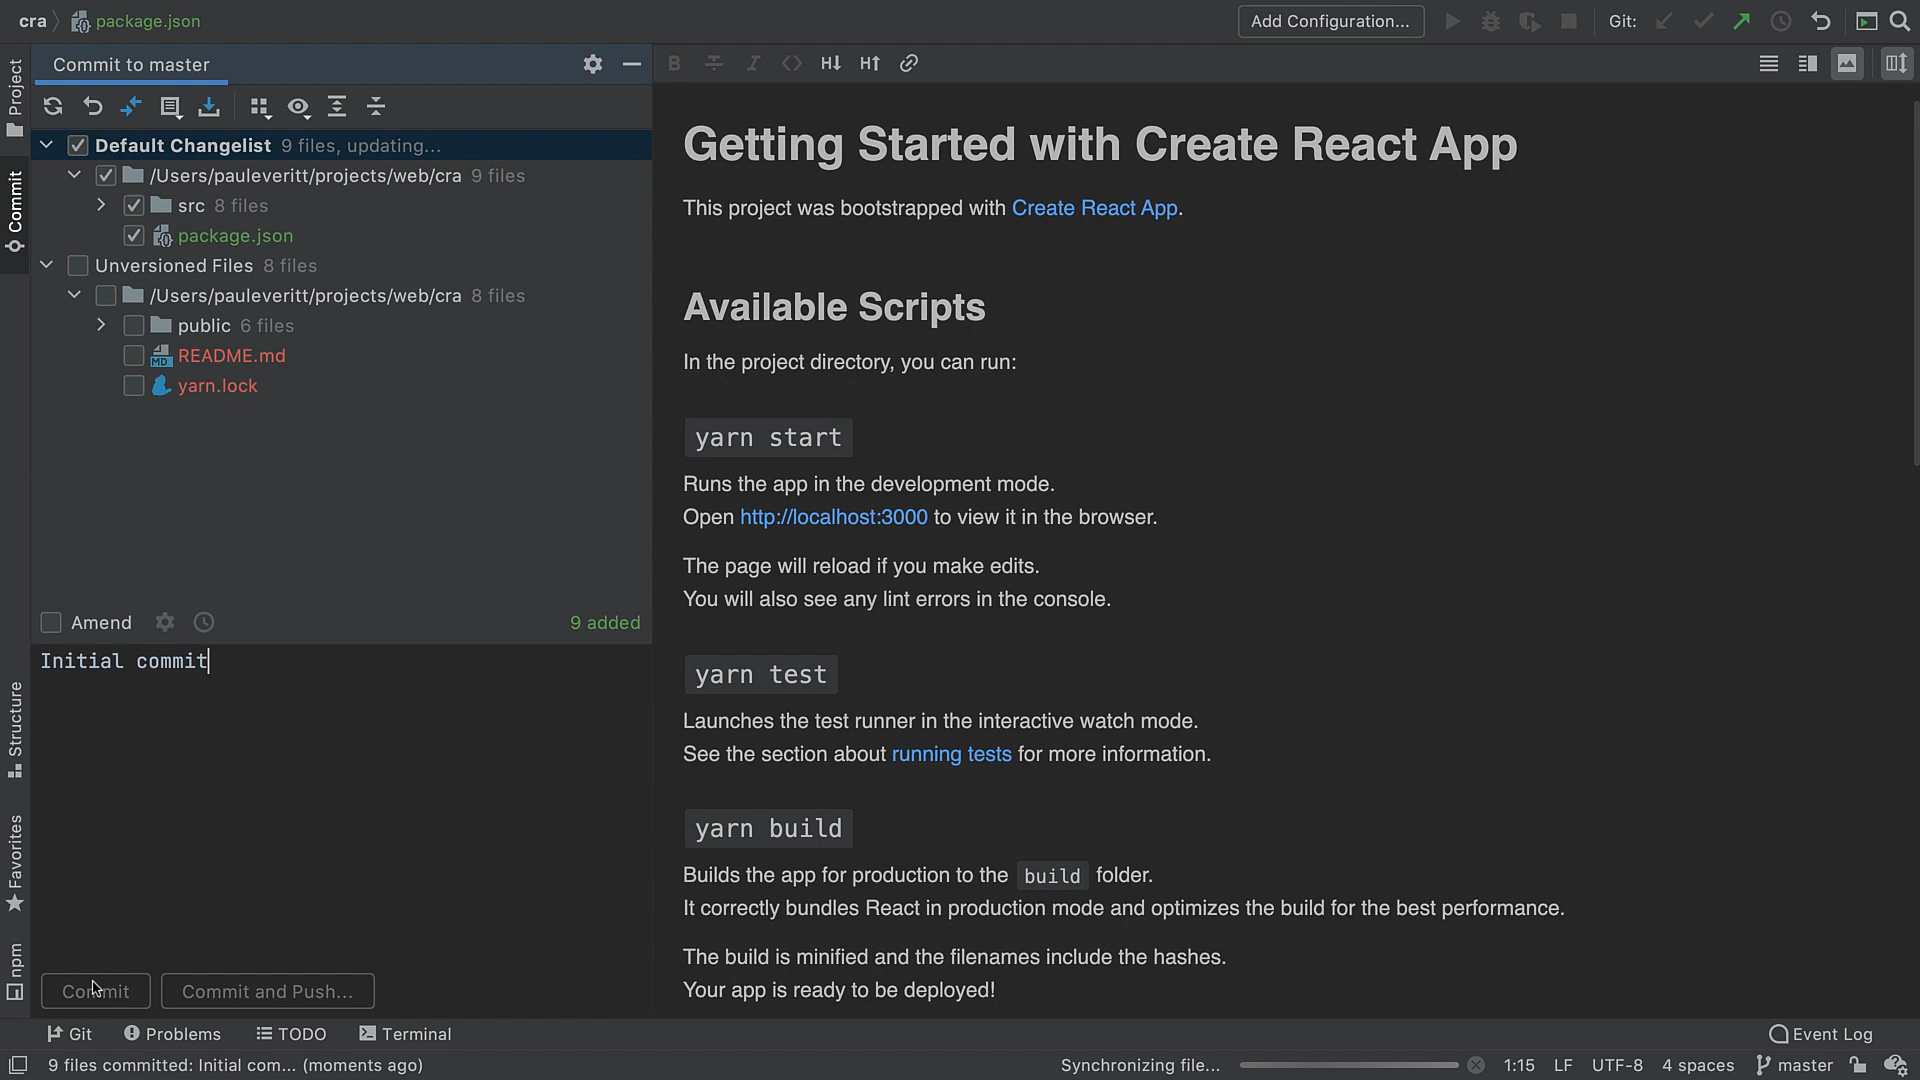 cra
package.json
Add Configuration...
Git:
Commit to master
Project
Commit
Structure
Favorites
npm
Default Changelist 9 files, updating...
/Users/pauleveritt/projects/web/cra 9 files
src 8 files
package.json
Unversioned Files 8 files
/Users/pauleveritt/projects/web/cra 8 files
public 6 files
MD README.md
yarn.lock
Amend
9 added
Initial commit
Commit
Commit and Push...
B I H↓ H↑
Getting Started with Create React App
This project was bootstrapped with Create React App.
Available Scripts
In the project directory, you can run:
yarn start
Runs the app in the development mode.
Open http://localhost:3000 to view it in the browser.
The page will reload if you make edits.
You will also see any lint errors in the console.
yarn test
Launches the test runner in the interactive watch mode.
See the section about running tests for more information.
yarn build
Builds the app for production to the build folder.
It correctly bundles React in production mode and optimizes the build for the best performance.
The build is minified and the filenames include the hashes.
Your app is ready to be deployed!
Git
Problems
TODO
Terminal
Event Log
9 files committed: Initial com... (moments ago)
Synchronizing file...
1:15 LF UTF-8 4 spaces master